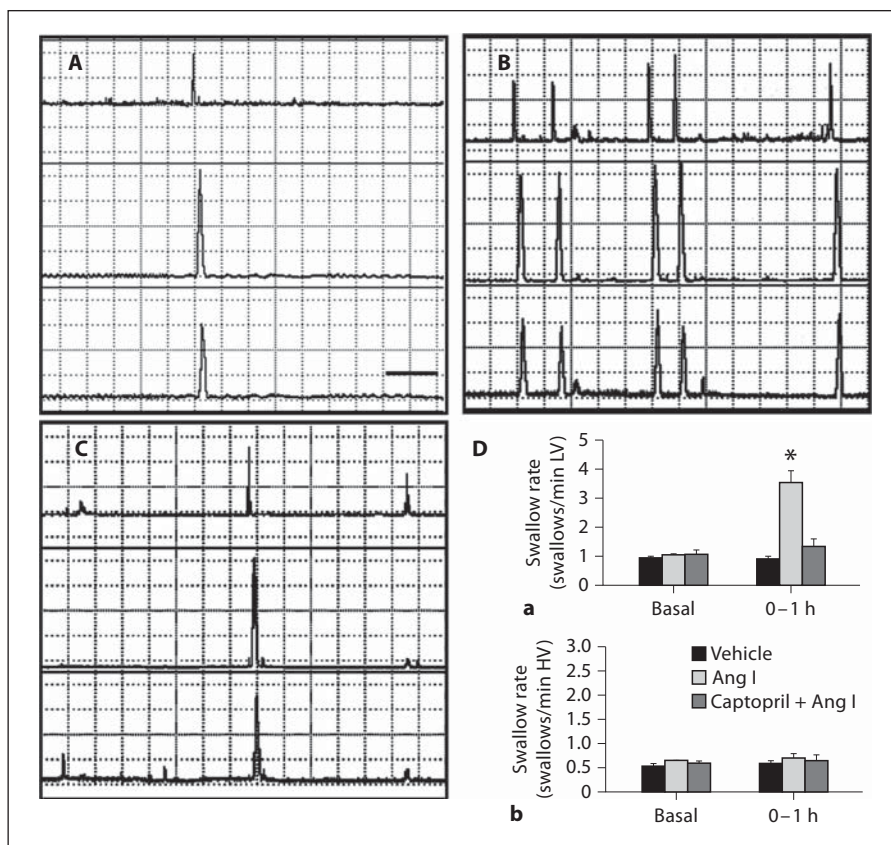 A
B
C
D
Swallow rate
(swallows/min LV)
5
4
3
2
1
0
*
Basal
0–1 h
a
Swallow rate
(swallows/min HV)
3.0
2.5
2.0
1.5
1.0
0.5
0
Vehicle
Ang I
Captopril + Ang I
Basal
0–1 h
b